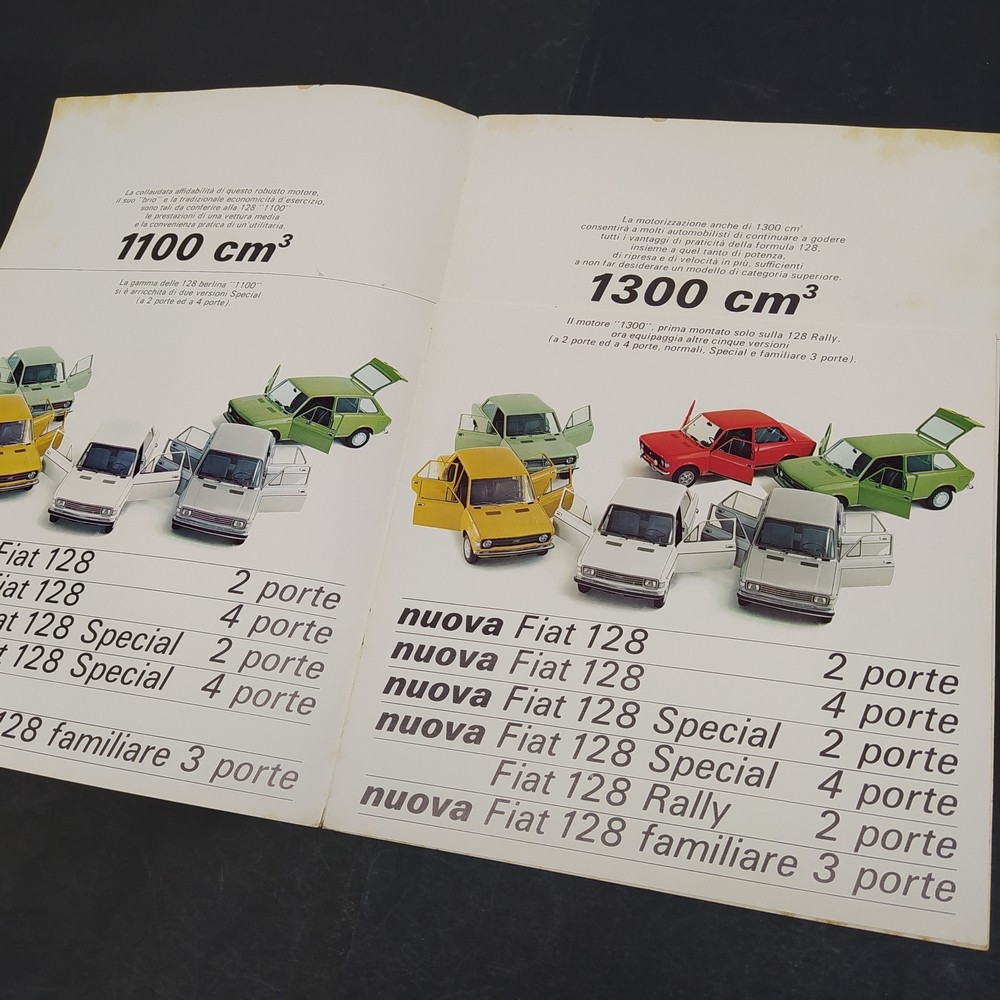 La collaudata affidabilità di questo robusto motore,
il suo "brio" e la tradizionale economicità d'esercizio,
sono tali da conferire alla 128 "1100"
le prestazioni di una vettura media
e la convenienza pratica di un'utilitaria.
1100 cm³
La gamma delle 128 berlina "1100"
si è arricchita di due versioni Special
(a 2 porte ed a 4 porte).
Fiat 128 2 porte
Fiat 128 4 porte
Fiat 128 Special 2 porte
Fiat 128 Special 4 porte
128 familiare 3 porte
La motorizzazione anche di 1300 cm³
consentirà a molti automobilisti di continuare a godere
tutti i vantaggi di praticità della formula 128,
insieme a quel tanto di potenza,
di ripresa e di velocità in più, sufficienti
a non far desiderare un modello di categoria superiore.
1300 cm³
Il motore "1300", prima montato solo sulla 128 Rally,
ora equipaggia altre cinque versioni
(a 2 porte ed a 4 porte, normali, Special e familiare 3 porte).
nuova Fiat 128 2 porte
nuova Fiat 128 4 porte
nuova Fiat 128 Special 2 porte
nuova Fiat 128 Special 4 porte
Fiat 128 Rally 2 porte
nuova Fiat 128 familiare 3 porte